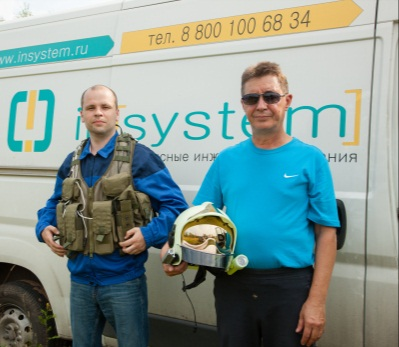 www.insystem.ru
тел. 8 800 100 68 34
insystem]